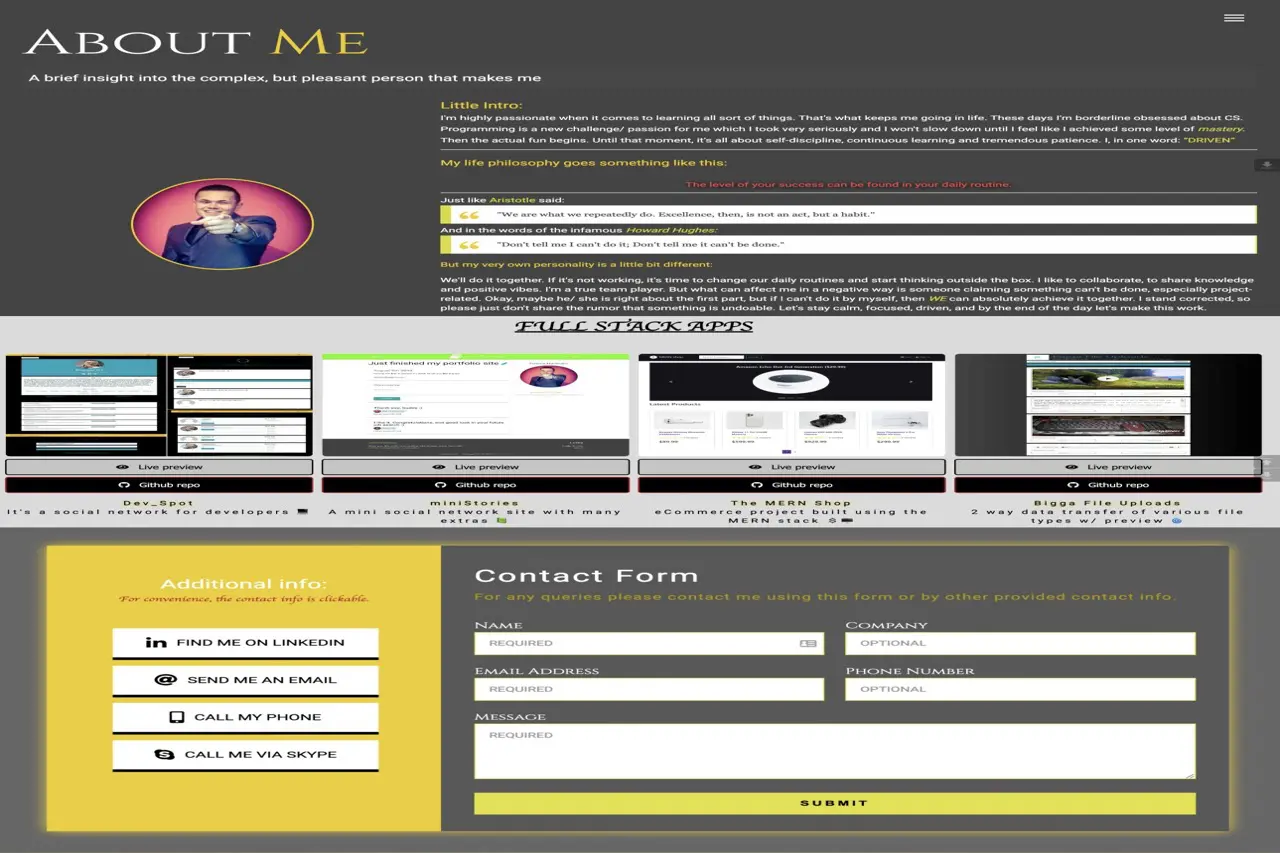 About Me
A brief insight into the complex, but pleasant person that makes me
Little Intro:
I'm highly passionate when it comes to learning all sort of things. That's what keeps me going in life. These days I'm borderline obsessed about CS.
Programming is a new challenge/ passion for me which I took very seriously and I won't slow down until I feel like I achieved some level of mastery.
Then the actual fun begins. Until that moment, it's all about self-discipline, continuous learning and tremendous patience. I, in one word: "DRIVEN"
My life philosophy goes something like this:
The level of your success can be found in your daily routine.
Just like Aristotle said:
"We are what we repeatedly do. Excellence, then, is not an act, but a habit."
And in the words of the infamous Howard Hughes:
"Don't tell me I can't do it; Don't tell me it can't be done."
But my very own personality is a little bit different:
We'll do it together. If it's not working, it's time to change our daily routines and start thinking outside the box. I like to collaborate, to share knowledge
and positive vibes. I'm a true team player. But what can affect me in a negative way is someone claiming something can't be done, especially project-
related. Okay, maybe he/ she is right about the first part, but if I can't do it by myself, then WE can absolutely achieve it together. I stand corrected, so
please just don't share the rumor that something is undoable. Let's stay calm, focused, driven, and by the end of the day let's make this work.
FULL STACK APPS
Just finished my portfolio site
Latest Products
Live preview
Github repo
Dev_Spot
It's a social network for developers
Live preview
Github repo
miniStories
A mini social network site with many
extras
Live preview
Github repo
The MERN Shop
eCommerce project built using the
MERN stack
Live preview
Github repo
Bigga File Uploads
2 way data transfer of various file
types w/ preview
Additional info:
For convenience, the contact info is clickable.
FIND ME ON LINKEDIN
SEND ME AN EMAIL
CALL MY PHONE
CALL ME VIA SKYPE
Contact Form
For any queries please contact me using this form or by other provided contact info.
Name
REQUIRED
Company
OPTIONAL
Email Address
REQUIRED
Phone Number
OPTIONAL
Message
REQUIRED
SUBMIT